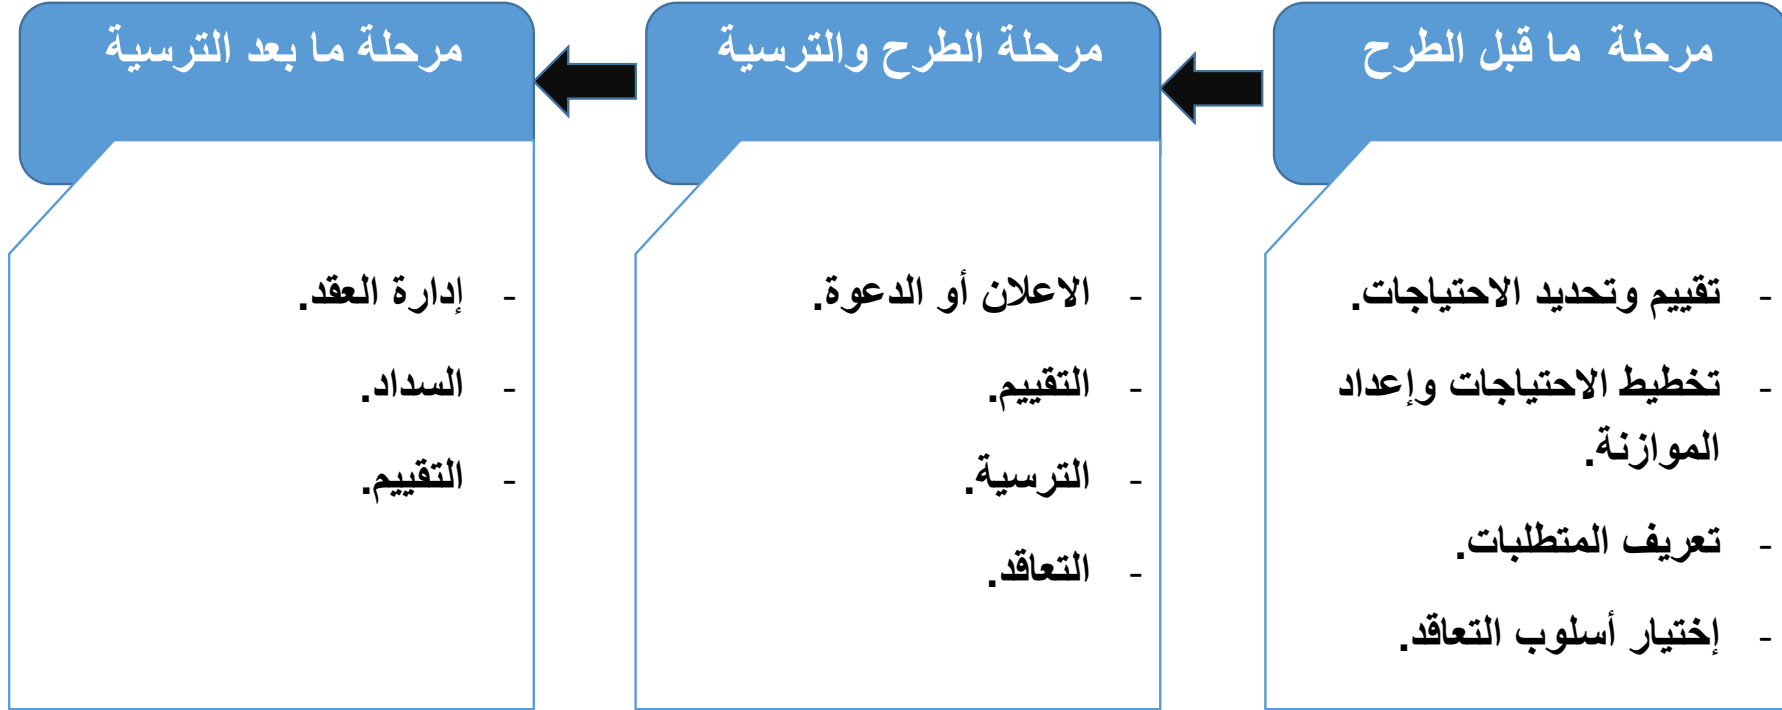 مرحلة ما قبل الطرح
- تقييم وتحديد الاحتياجات.
- تخطيط الاحتياجات وإعداد
الموازنة.
- تعريف المتطلبات.
- إختيار أسلوب التعاقد.
مرحلة الطرح والترسية
- الاعلان أو الدعوة.
- التقييم.
- الترسية.
- التعاقد.
مرحلة ما بعد الترسية
- إدارة العقد.
- السداد.
- التقييم.